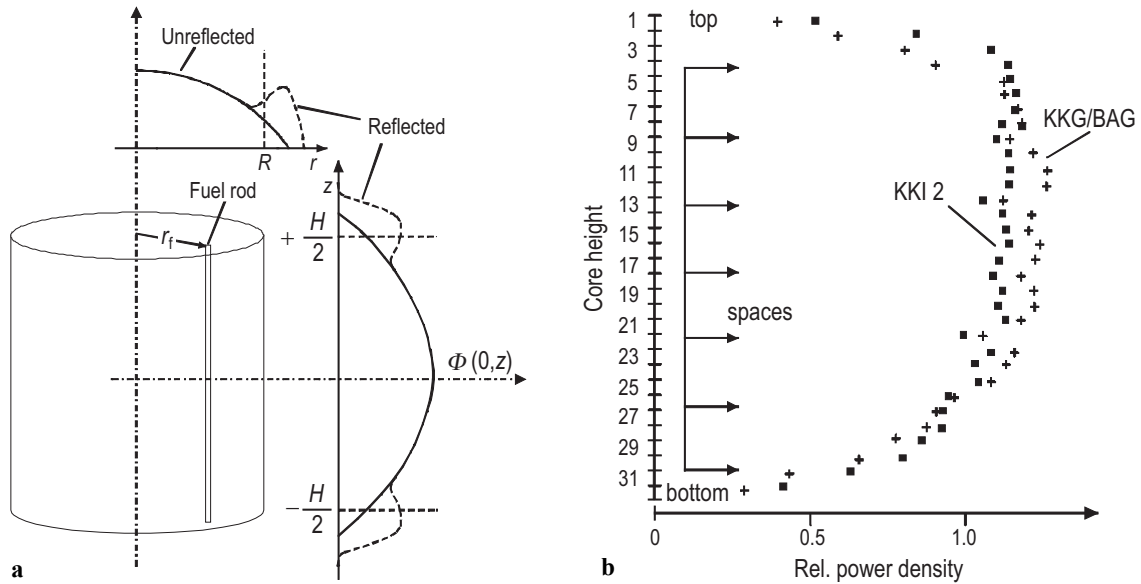 Unreflected
Reflected
R
r
z
Fuel rod
r_f
+ H/2
Φ (0,z)
− H/2
a
1
3
5
7
9
11
13
15
17
19
21
23
25
27
29
31
Core height
top
KKG/BAG
KKI 2
spaces
bottom
0
0.5
1.0
Rel. power density
b